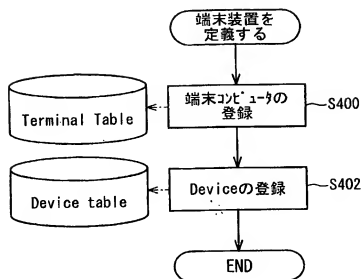 端末装置を
定義する
端末コンピュータの
登録
S400
Terminal Table
Deviceの登録
S402
Device table
END